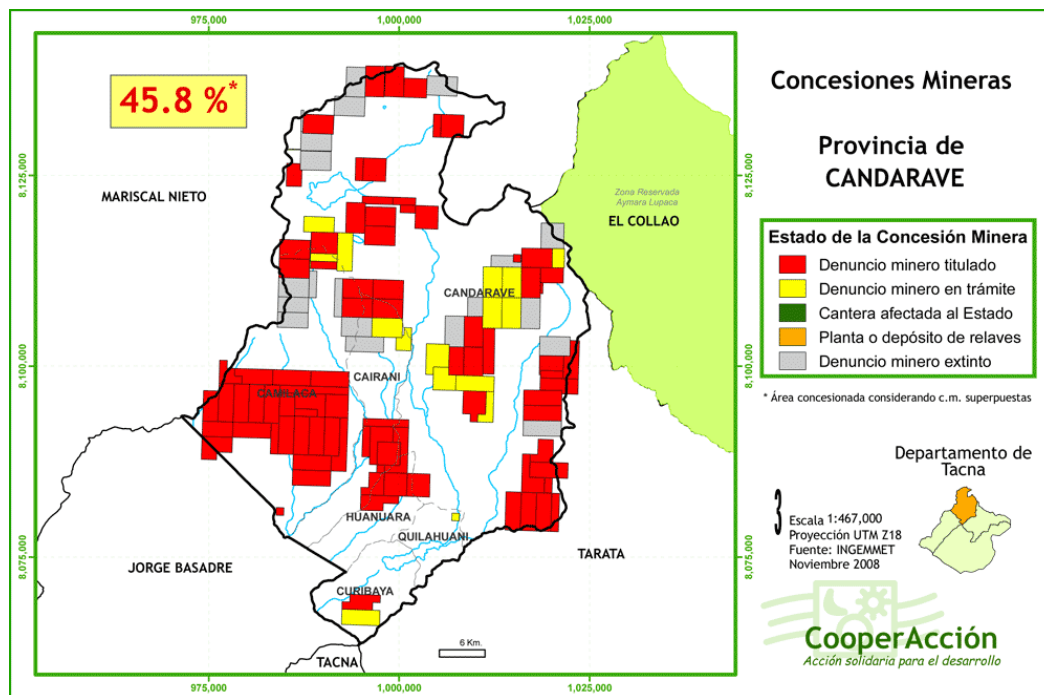 975,000
1,000,000
1,025,000
45.8 %*
Concesiones Mineras
Provincia de
CANDARAVE
8,125,000
8,125,000
MARISCAL NIETO
Zona Reservada
Aymara Lupaca
EL COLLAO
Estado de la Concesión Minera
Denuncio minero titulado
Denuncio minero en trámite
Cantera afectada al Estado
Planta o depósito de relaves
Denuncio minero extinto
CANDARAVE
8,100,000
8,100,000
CAIRANI
CAMILACA
* Área concesionada considerando c.m. superpuestas
Departamento de
Tacna
HUANUARA
QUILAHUANI
Escala 1:467,000
Proyección UTM Z18
Fuente: INGEMMET
Noviembre 2008
8,075,000
8,075,000
TARATA
JORGE BASADRE
CURIBAYA
6 Km.
TACNA
CooperAcción
Acción solidaria para el desarrollo
975,000
1,000,000
1,025,000